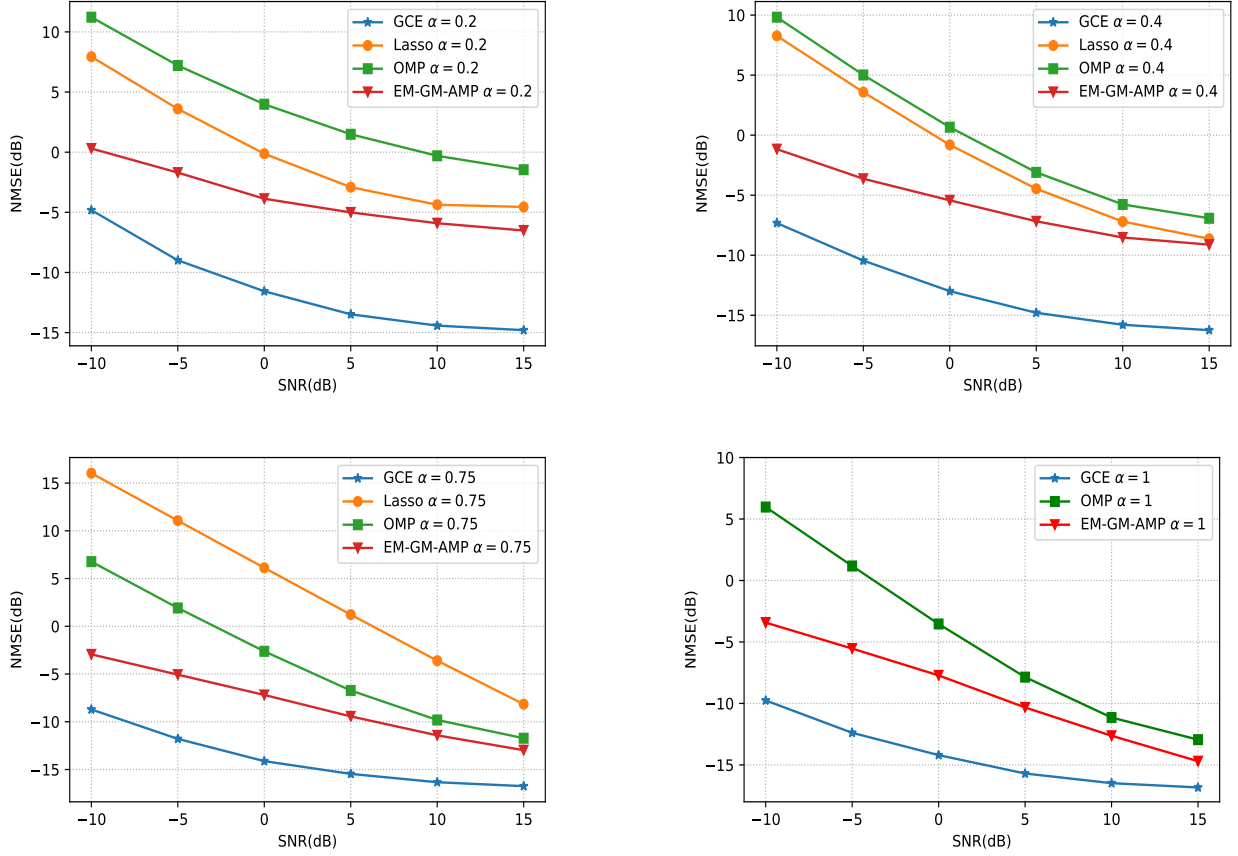 GCE α = 0.2
Lasso α = 0.2
OMP α = 0.2
EM-GM-AMP α = 0.2
10
5
0
−5
−10
−15
NMSE(dB)
−10 −5 0 5 10 15
SNR(dB)
GCE α = 0.4
Lasso α = 0.4
OMP α = 0.4
EM-GM-AMP α = 0.4
10
5
0
−5
−10
−15
NMSE(dB)
−10 −5 0 5 10 15
SNR(dB)
GCE α = 0.75
Lasso α = 0.75
OMP α = 0.75
EM-GM-AMP α = 0.75
15
10
5
0
−5
−10
−15
NMSE(dB)
−10 −5 0 5 10 15
SNR(dB)
GCE α = 1
OMP α = 1
EM-GM-AMP α = 1
10
5
0
−5
−10
−15
NMSE(dB)
−10 −5 0 5 10 15
SNR(dB)